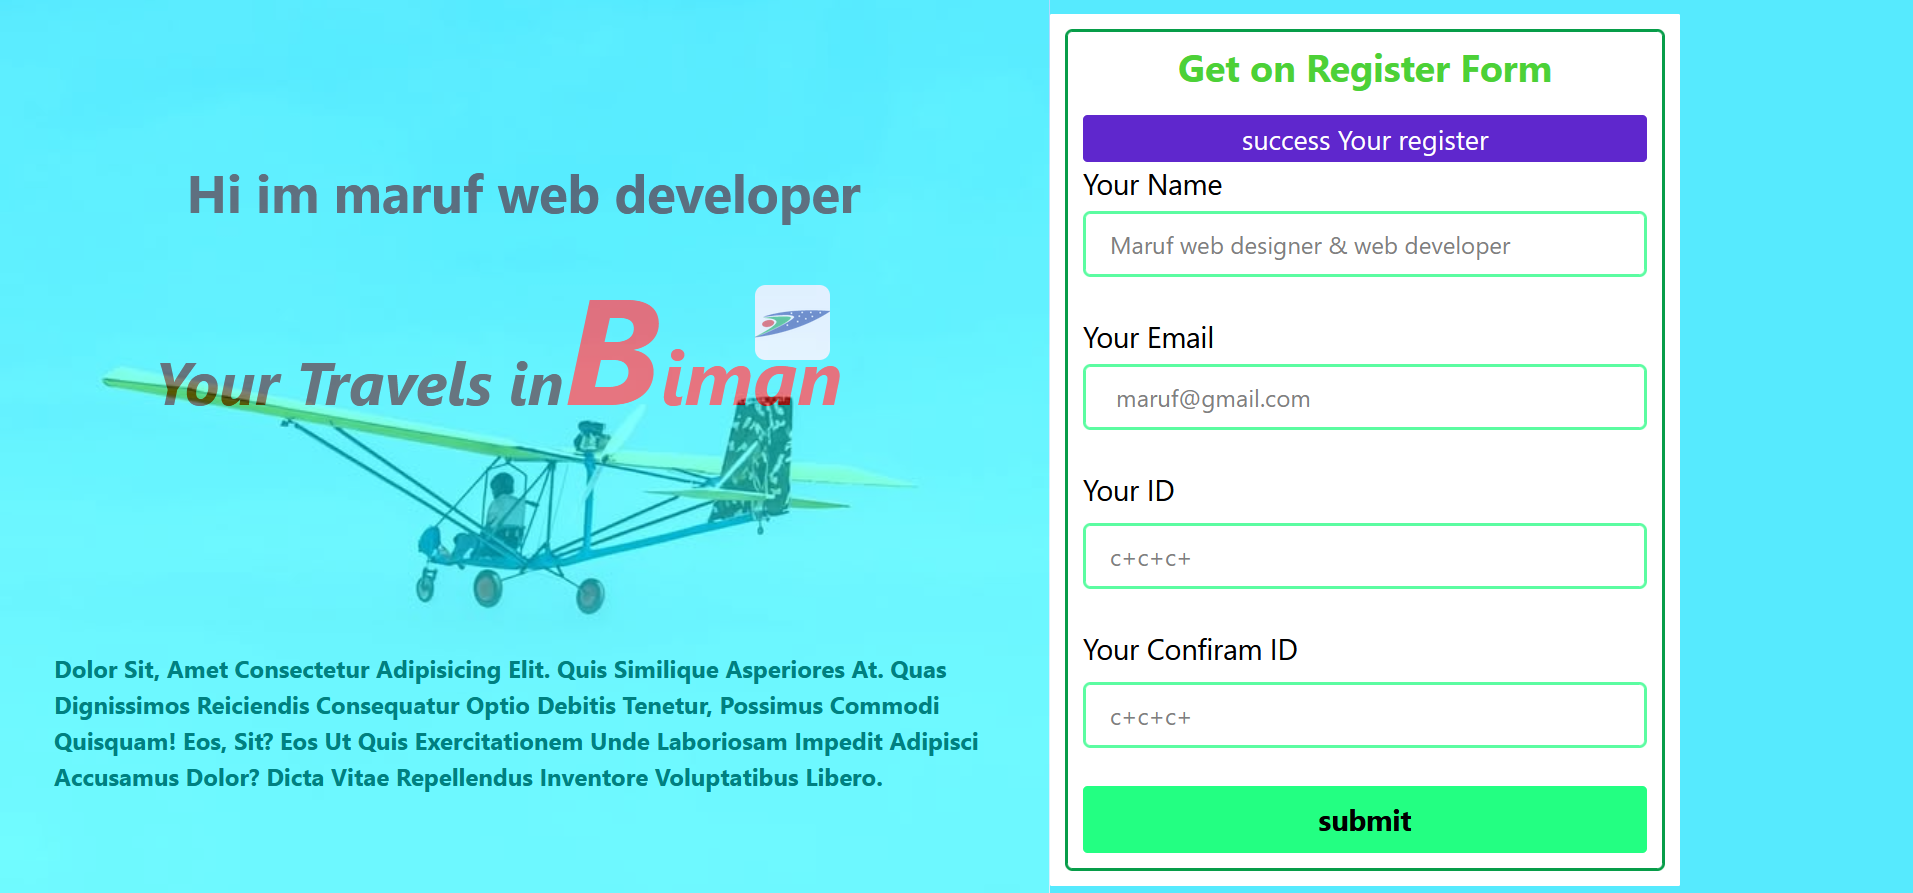 Hi im maruf web developer
Your Travels in Biman
Dolor Sit, Amet Consectetur Adipisicing Elit. Quis Similique Asperiores At. Quas
Dignissimos Reiciendis Consequatur Optio Debitis Tenetur, Possimus Commodi
Quisquam! Eos, Sit? Eos Ut Quis Exercitationem Unde Laboriosam Impedit Adipisci
Accusamus Dolor? Dicta Vitae Repellendus Inventore Voluptatibus Libero.
Get on Register Form
success Your register
Your Name
Maruf web designer & web developer
Your Email
maruf@gmail.com
Your ID
c+c+c+
Your Confiram ID
c+c+c+
submit